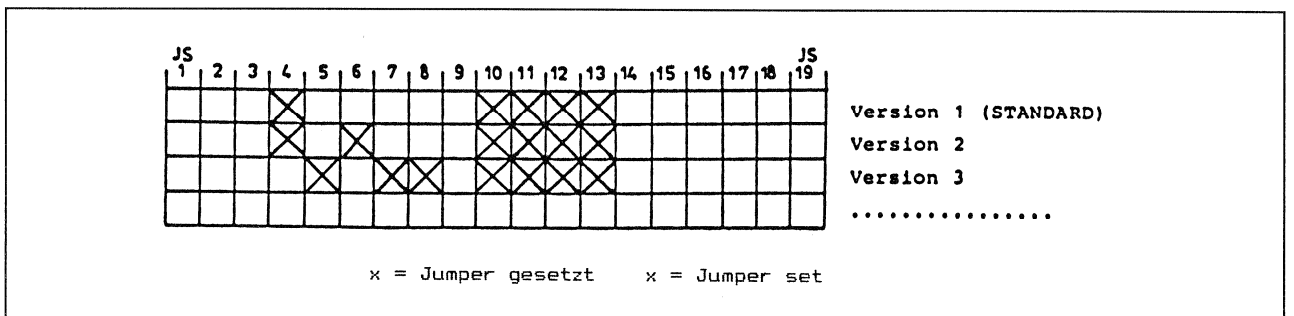 JS JS
1 2 3 4 5 6 7 8 9 10 11 12 13 14 15 16 17 18 19
Version 1 (STANDARD)
Version 2
Version 3
.................
x = Jumper gesetzt x = Jumper set